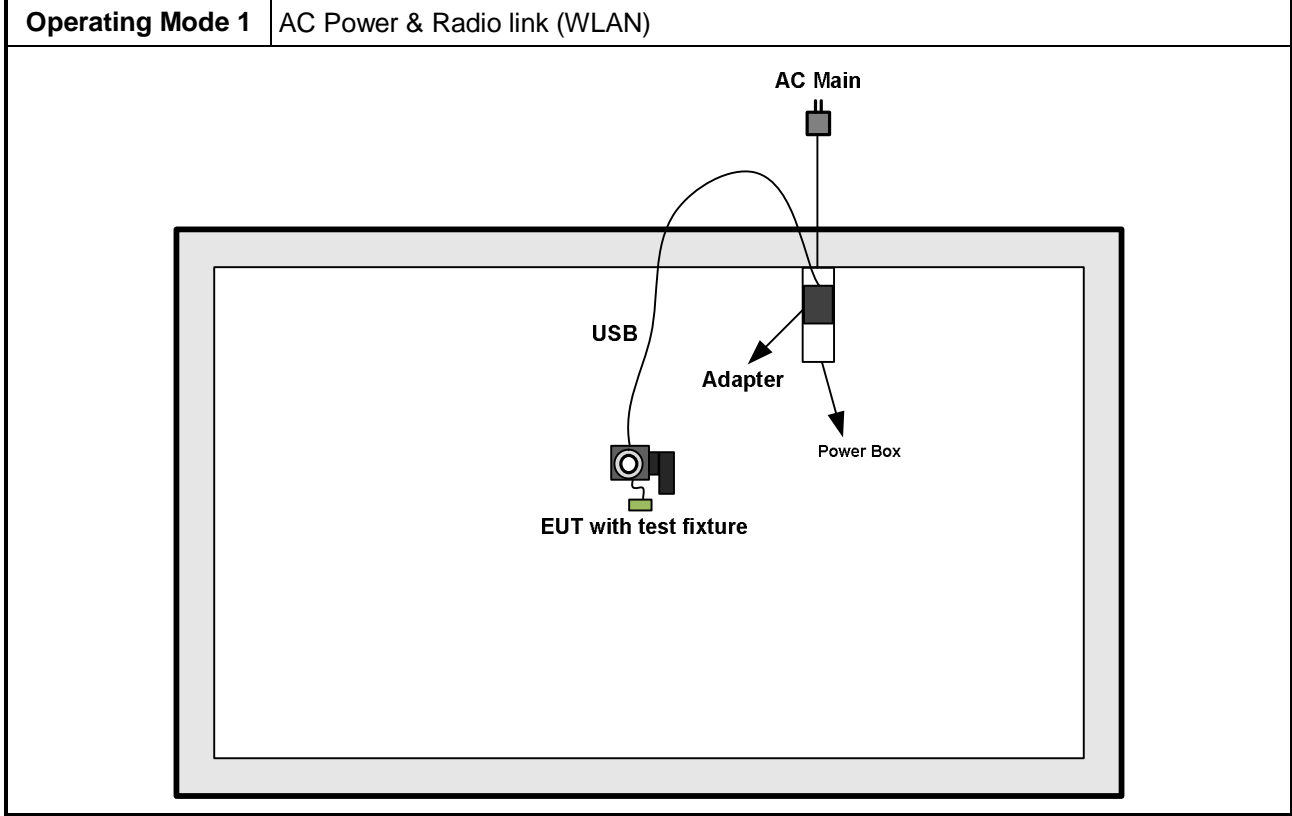 Operating Mode 1 AC Power & Radio link (WLAN)
AC Main
USB
Adapter
Power Box
EUT with test fixture